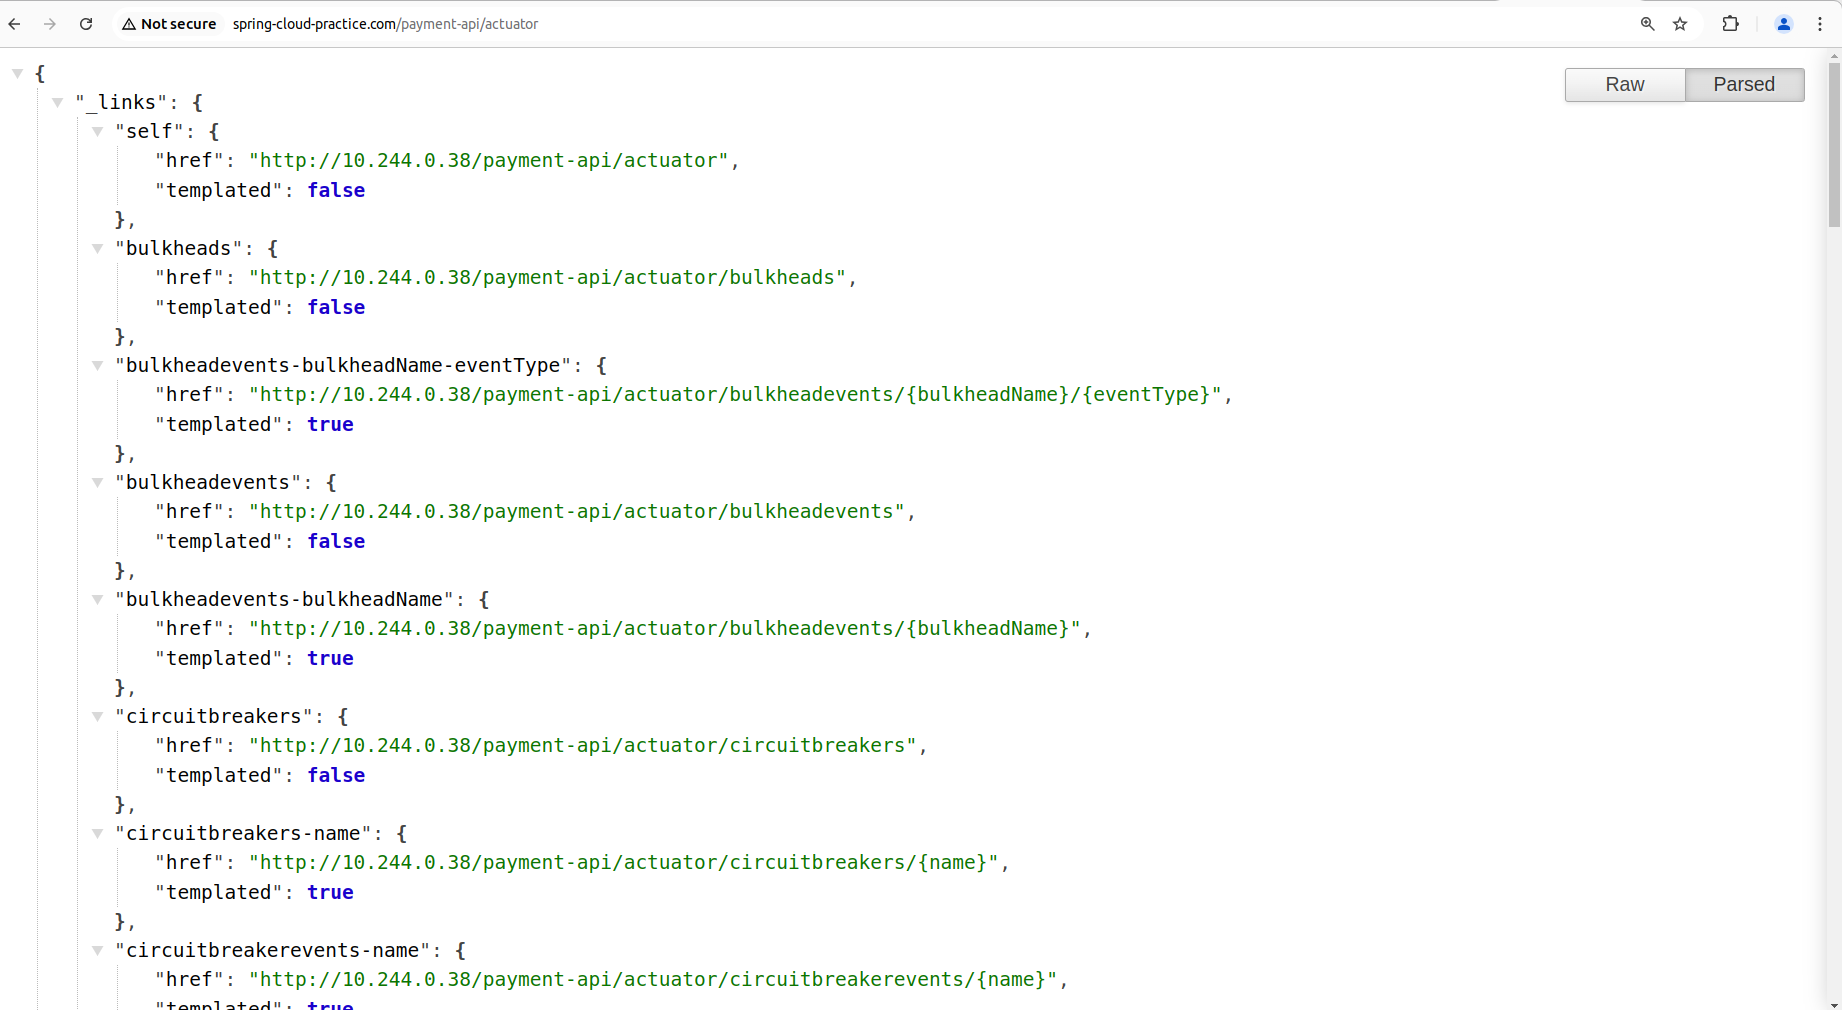 Not secure spring-cloud-practice.com/payment-api/actuator
Raw Parsed
{
"_links": {
"self": {
"href": "http://10.244.0.38/payment-api/actuator",
"templated": false
},
"bulkheads": {
"href": "http://10.244.0.38/payment-api/actuator/bulkheads",
"templated": false
},
"bulkheadevents-bulkheadName-eventType": {
"href": "http://10.244.0.38/payment-api/actuator/bulkheadevents/{bulkheadName}/{eventType}",
"templated": true
},
"bulkheadevents": {
"href": "http://10.244.0.38/payment-api/actuator/bulkheadevents",
"templated": false
},
"bulkheadevents-bulkheadName": {
"href": "http://10.244.0.38/payment-api/actuator/bulkheadevents/{bulkheadName}",
"templated": true
},
"circuitbreakers": {
"href": "http://10.244.0.38/payment-api/actuator/circuitbreakers",
"templated": false
},
"circuitbreakers-name": {
"href": "http://10.244.0.38/payment-api/actuator/circuitbreakers/{name}",
"templated": true
},
"circuitbreakerevents-name": {
"href": "http://10.244.0.38/payment-api/actuator/circuitbreakerevents/{name}",
"templated": true